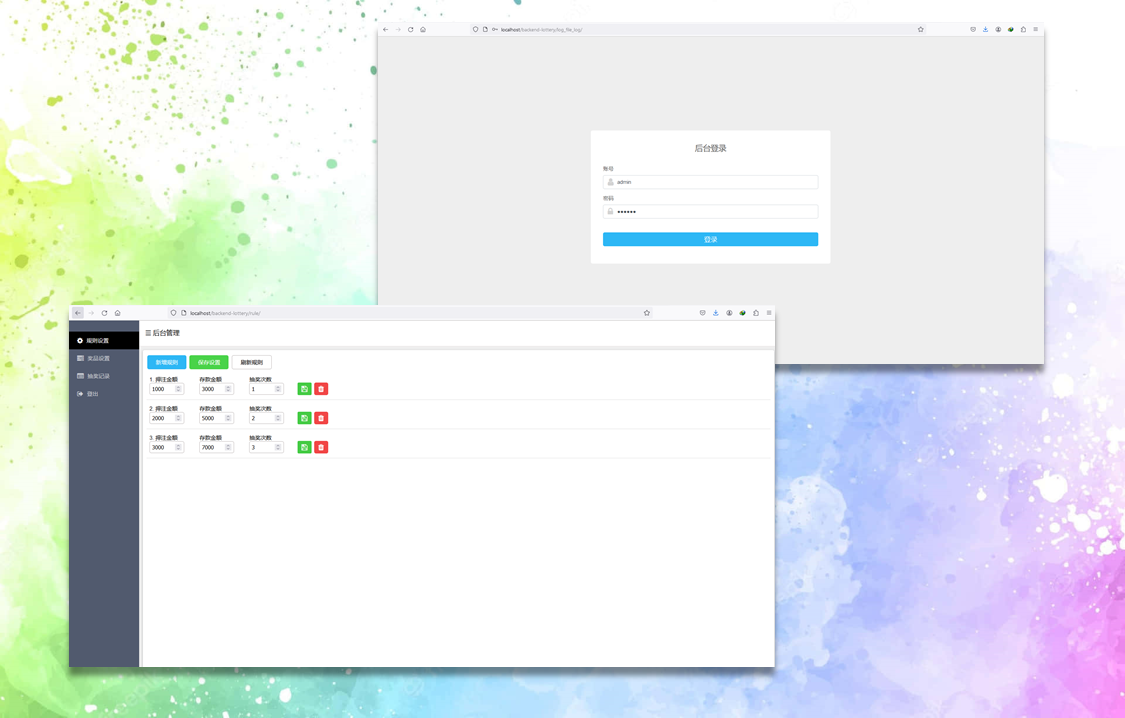 localhost/backend-lottery/log_ffe_log/
后台登录
账号
admin
密码
••••••
登录
localhost/backend-lottery/rule/
规则设置
奖品设置
抽奖记录
登出
后台管理
新增规则 保存设置 刷新规则
1. 押注金额 存款金额 抽奖次数
1000 3000 1
2. 押注金额 存款金额 抽奖次数
2000 5000 2
3. 押注金额 存款金额 抽奖次数
3000 7000 3